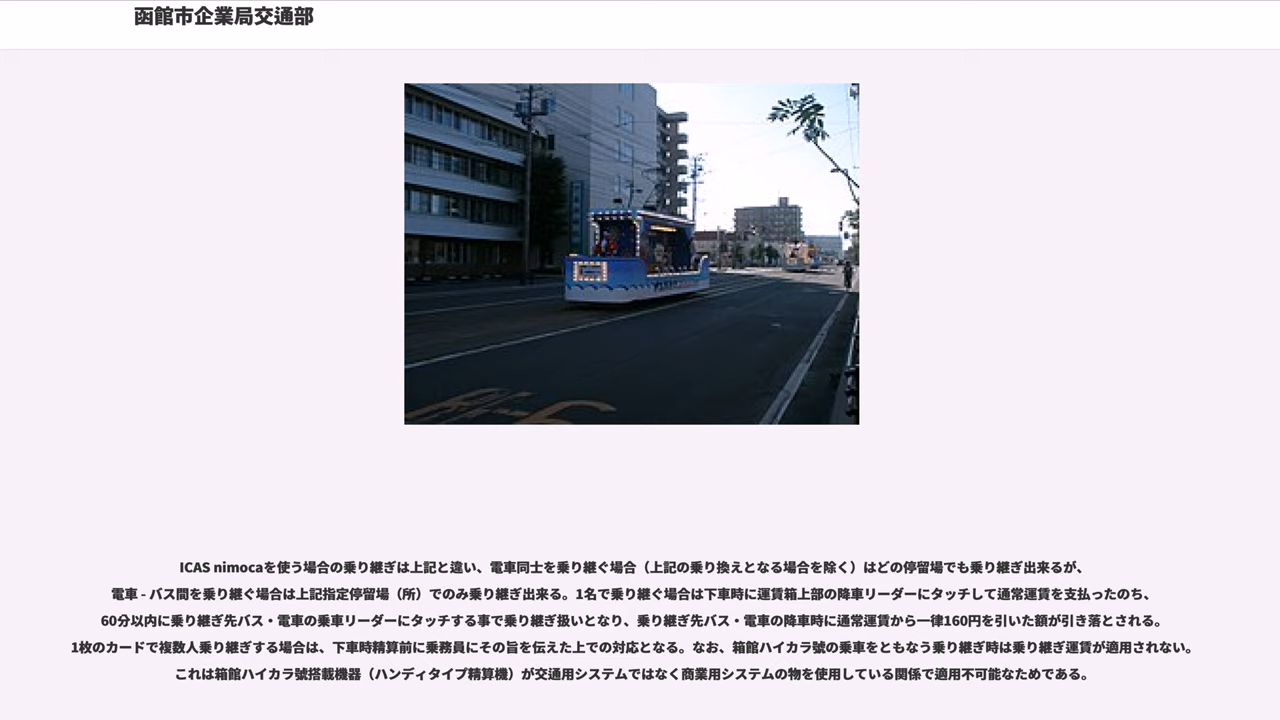 函館市企業局交通部
ICAS nimocaを使う場合の乗り継ぎは上記と違い、電車同士を乗り継ぐ場合（上記の乗り換えとなる場合を除く）はどの停留場でも乗り継ぎ出来るが、
電車 - バス間を乗り継ぐ場合は上記指定停留場（所）でのみ乗り継ぎ出来る。1名で乗り継ぐ場合は下車時に運賃箱上部の降車リーダーにタッチして通常運賃を支払ったのち、
60分以内に乗り継ぎ先バス・電車の乗車リーダーにタッチする事で乗り継ぎ扱いとなり、乗り継ぎ先バス・電車の降車時に通常運賃から一律160円を引いた額が引き落とされる。
1枚のカードで複数人乗り継ぎする場合は、下車時精算前に乗務員にその旨を伝えた上での対応となる。なお、箱館ハイカラ號の乗車をともなう乗り継ぎ時は乗り継ぎ運賃が適用されない。
これは箱館ハイカラ號搭載機器（ハンディタイプ精算機）が交通用システムではなく商業用システムの物を使用している関係で適用不可能なためである。